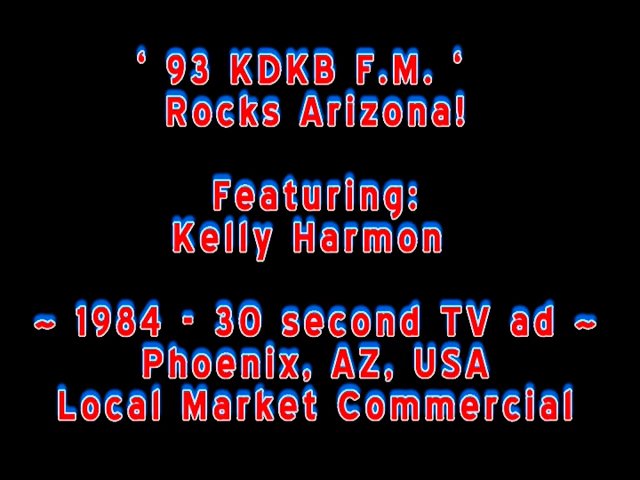 ‘ 93 KDKB F.M. ‘
Rocks Arizona!
Featuring:
Kelly Harmon
~ 1984 - 30 second TV ad ~
Phoenix, AZ, USA
Local Market Commercial